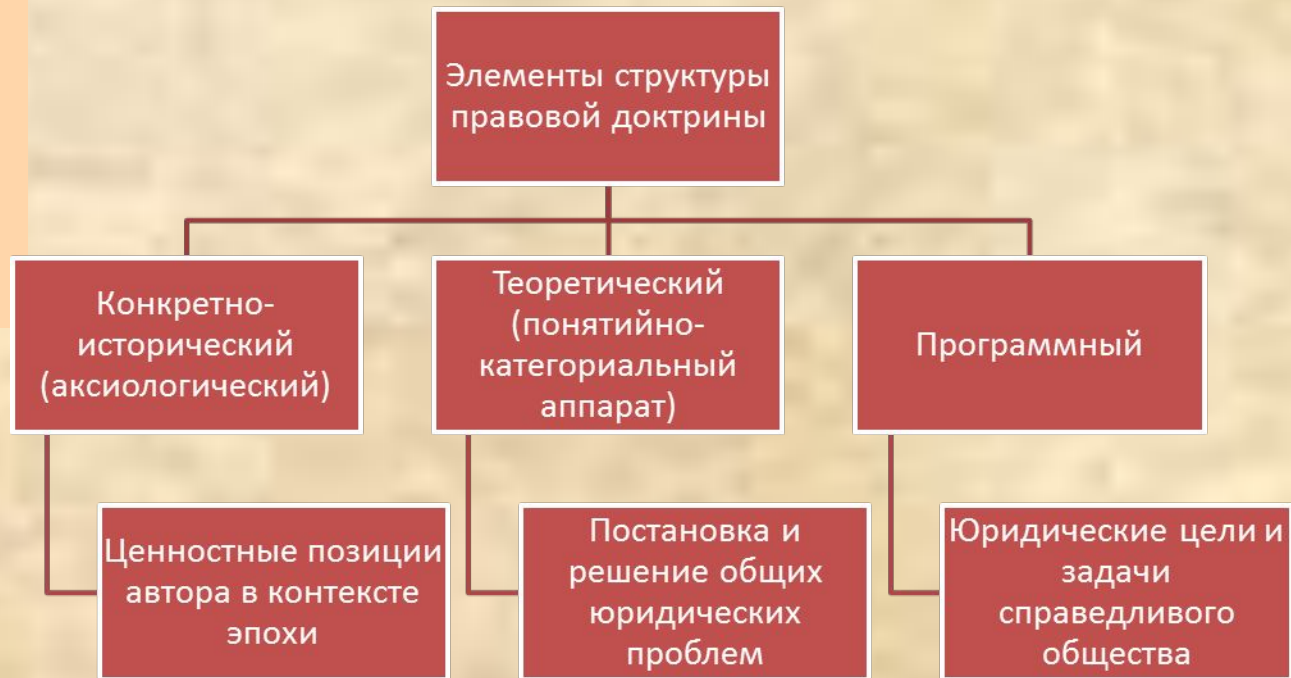 Элементы структуры
правовой доктрины
Конкретно-
исторический
(аксиологический)
Теоретический
(понятийно-
категориальный
аппарат)
Программный
Ценностные позиции
автора в контексте
эпохи
Постановка и
решение общих
юридических
проблем
Юридические цели и
задачи
справедливого
общества